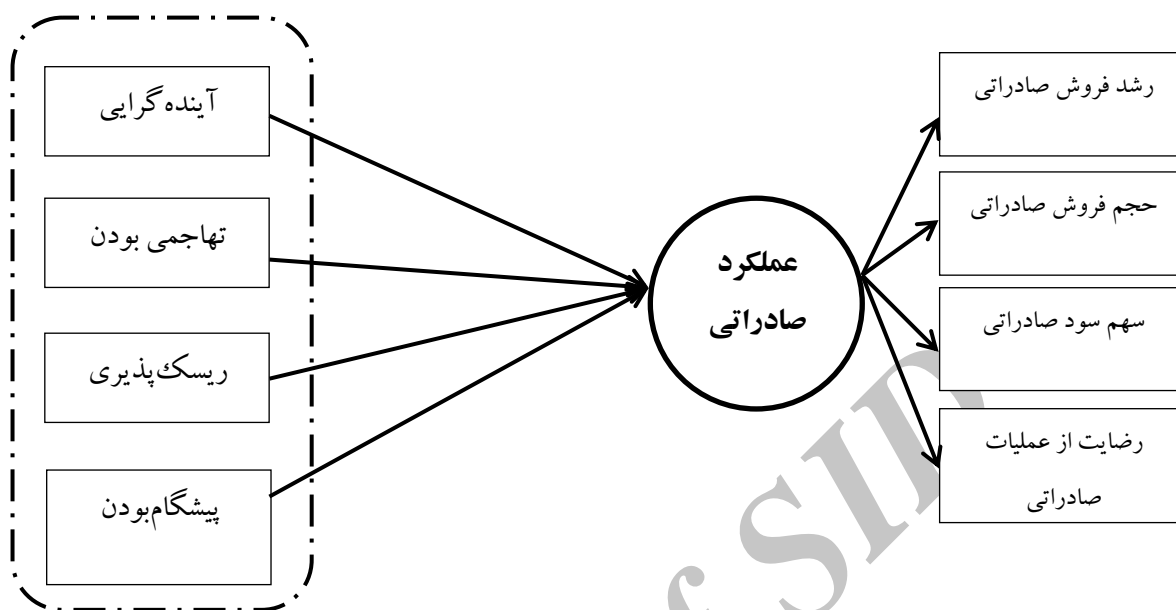 آینده‌گرایی
تهاجمی بودن
ریسک‌پذیری
پیشگام‌بودن
عملکرد
صادراتی
رشد فروش صادراتی
حجم فروش صادراتی
سهم سود صادراتی
رضایت از عملیات
صادراتی
f SID